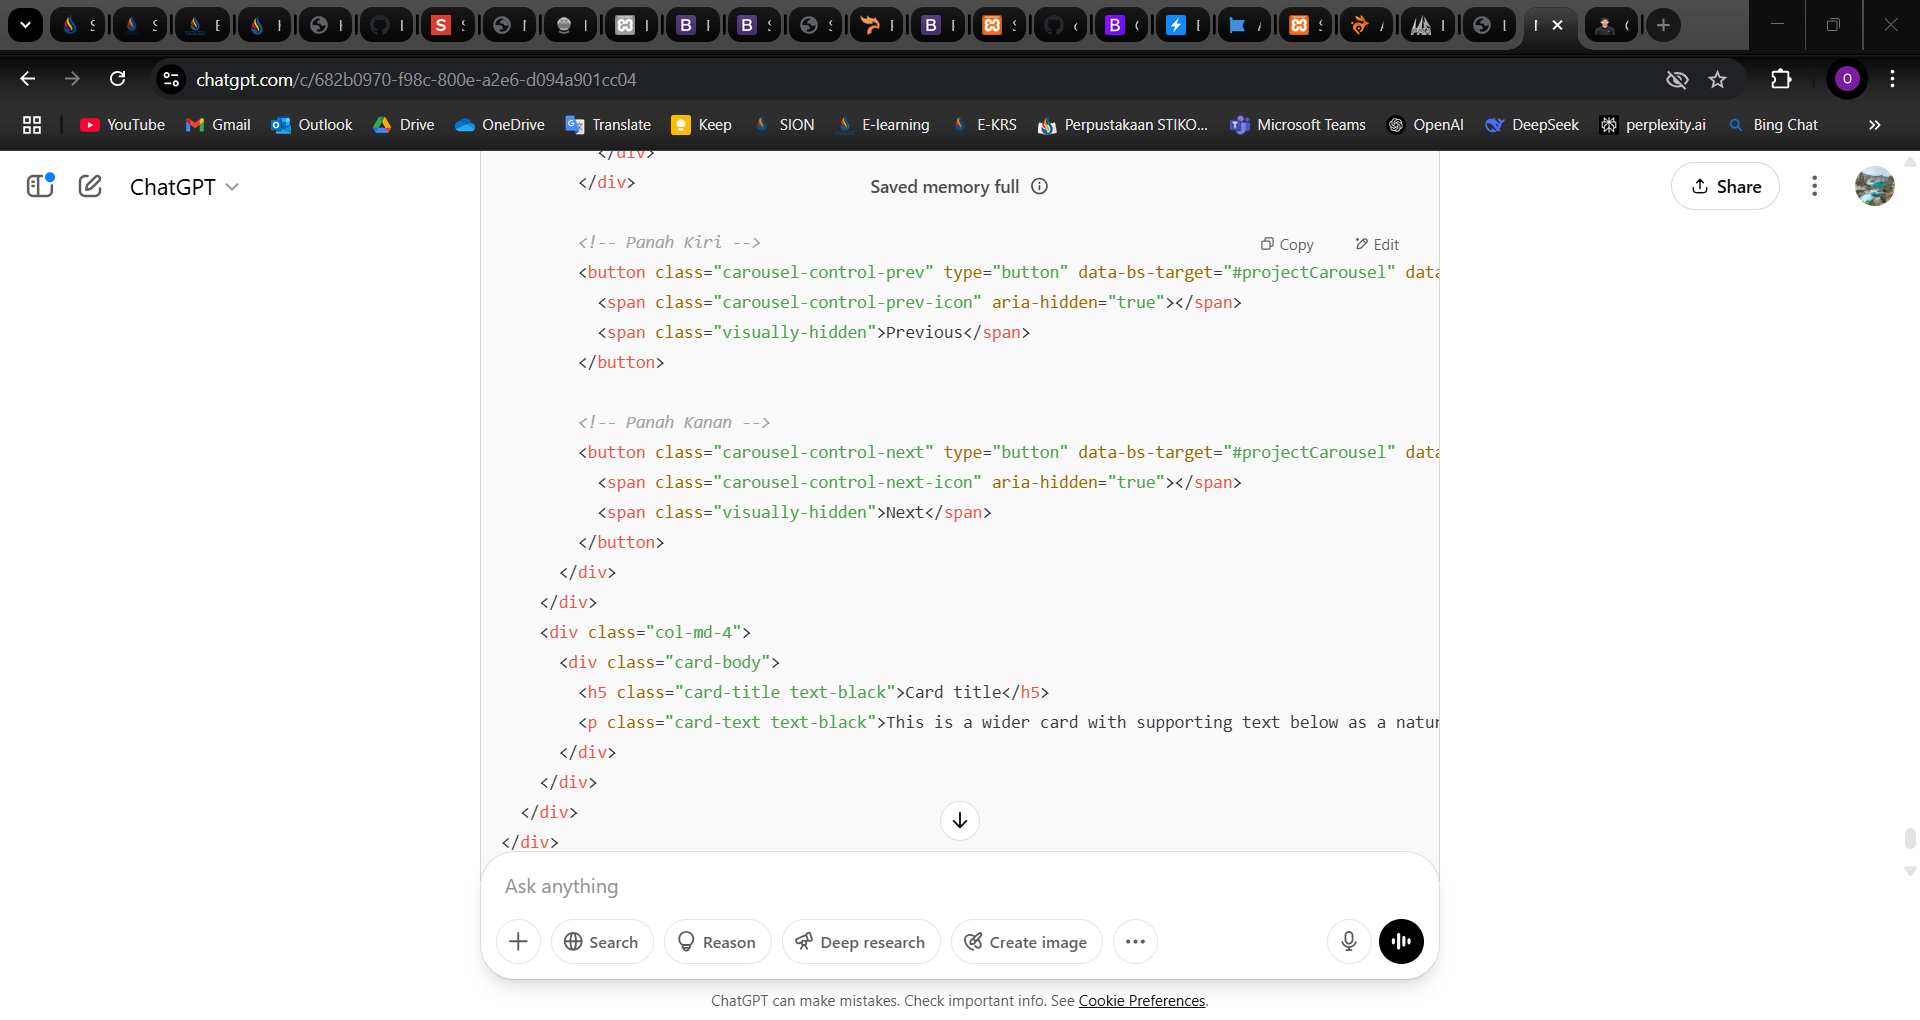 chatgpt.com/c/682b0970-f98c-800e-a2e6-d094a901cc04
O
YouTube Gmail Outlook Drive OneDrive Translate Keep SION E-learning E-KRS Perpustakaan STIKO... Microsoft Teams OpenAI DeepSeek perplexity.ai Bing Chat »
ChatGPT
Saved memory full
Share
</div>
</div>
Copy Edit
<!-- Panah Kiri -->
<button class="carousel-control-prev" type="button" data-bs-target="#projectCarousel" data
<span class="carousel-control-prev-icon" aria-hidden="true"></span>
<span class="visually-hidden">Previous</span>
</button>
<!-- Panah Kanan -->
<button class="carousel-control-next" type="button" data-bs-target="#projectCarousel" data
<span class="carousel-control-next-icon" aria-hidden="true"></span>
<span class="visually-hidden">Next</span>
</button>
</div>
</div>
<div class="col-md-4">
<div class="card-body">
<h5 class="card-title text-black">Card title</h5>
<p class="card-text text-black">This is a wider card with supporting text below as a natur
</div>
</div>
</div>
</div>
Ask anything
Search Reason Deep research Create image
ChatGPT can make mistakes. Check important info. See Cookie Preferences.